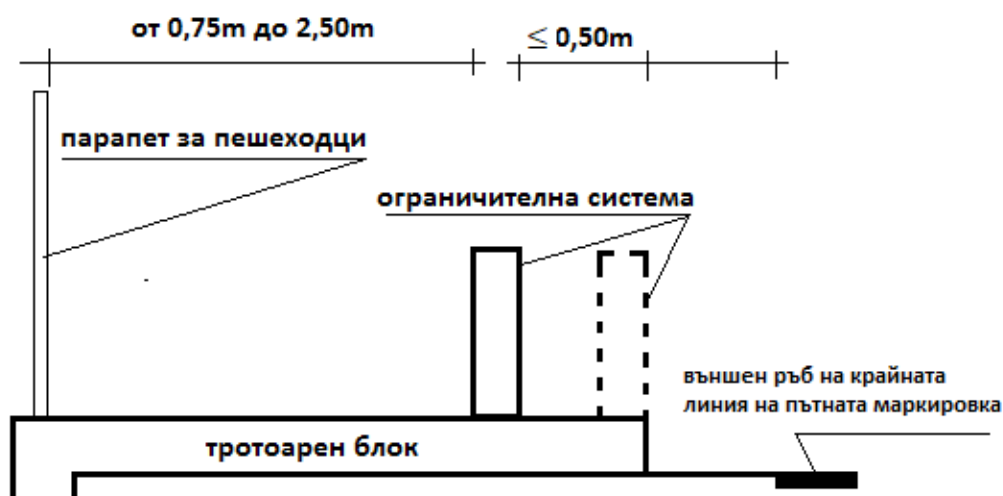 от 0,75m до 2,50m
≤ 0,50m
парапет за пешеходци
ограничителна система
външен ръб на крайната
линия на пътната маркировка
тротоарен блок